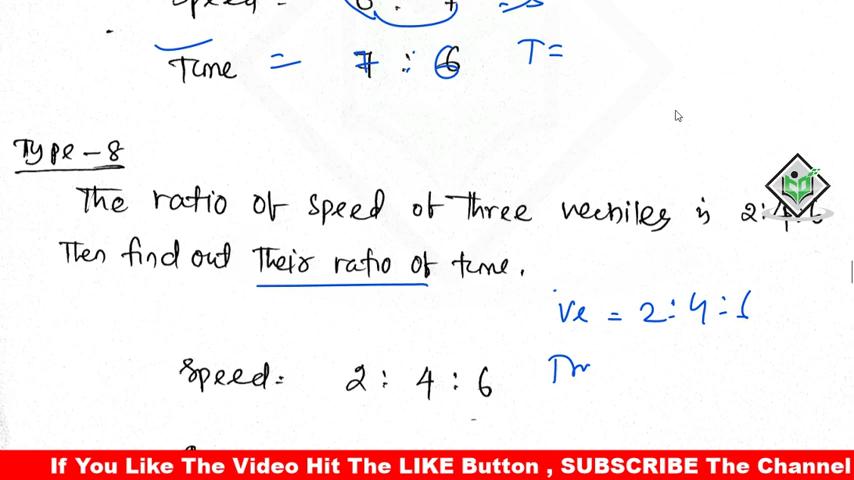 Speed =
Time = 7 : 6 T =
Type - 8
The ratio of speed of Three vechiles is 2:
Then find out Their ratio of time.
Ve = 2 : 4 :
Speed = 2 : 4 : 6
If You Like The Video Hit The LIKE Button , SUBSCRIBE The Channel